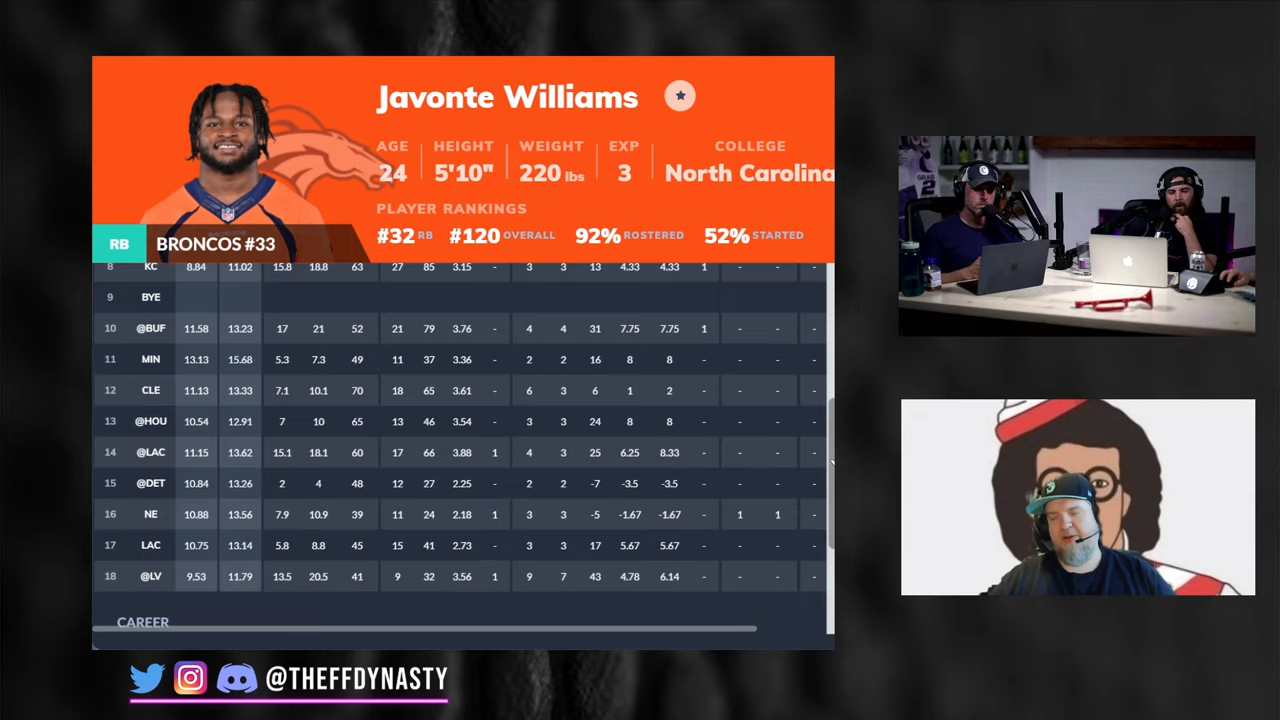 Javonte Williams
AGE HEIGHT WEIGHT EXP COLLEGE
24 5'10" 220 lbs 3 North Carolina
PLAYER RANKINGS
#32 RB #120 OVERALL 92% ROSTERED 52% STARTED
RB BRONCOS #33
8 KC 8.84 11.02 15.8 18.8 63 27 85 3.15 - 3 3 13 4.33 4.33 1 - - -
9 BYE
10 @BUF 11.58 13.23 17 21 52 21 79 3.76 - 4 4 31 7.75 7.75 1 - - -
11 MIN 13.13 15.68 5.3 7.3 49 11 37 3.36 - 2 2 16 8 8 - - - -
12 CLE 11.13 13.33 7.1 10.1 70 18 65 3.61 - 6 3 6 1 2 - - - -
13 @HOU 10.54 12.91 7 10 65 13 46 3.54 - 3 3 24 8 8 - - - -
14 @LAC 11.15 13.62 15.1 18.1 60 17 66 3.88 1 4 3 25 6.25 8.33 - - - -
15 @DET 10.84 13.26 2 4 48 12 27 2.25 - 2 2 -7 -3.5 -3.5 - - - -
16 NE 10.88 13.56 7.9 10.9 39 11 24 2.18 1 3 3 -5 -1.67 -1.67 - 1 1 -
17 LAC 10.75 13.14 5.8 8.8 45 15 41 2.73 - 3 3 17 5.67 5.67 - - - -
18 @LV 9.53 11.79 13.5 20.5 41 9 32 3.56 1 9 7 43 4.78 6.14 - - - -
CAREER
@THEFFDYNASTY